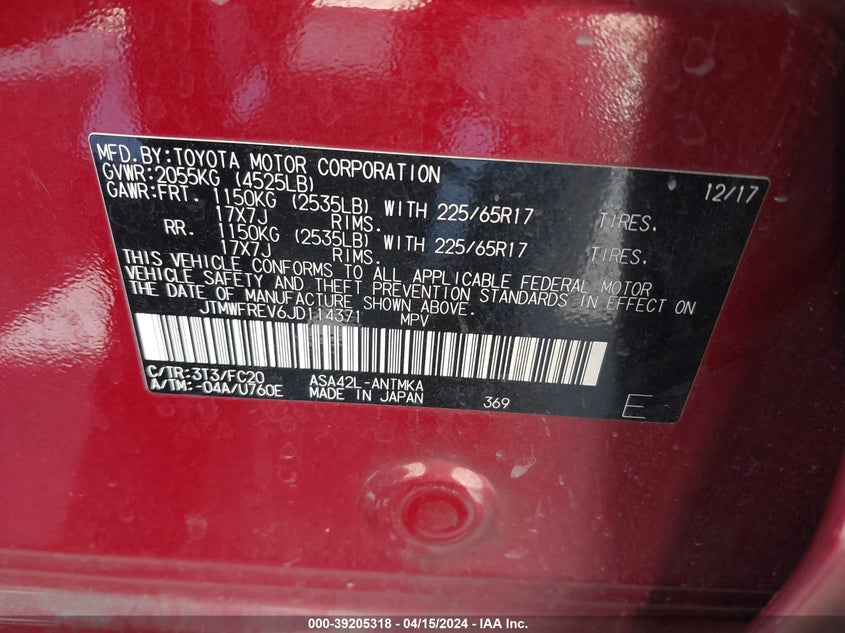 MFD.BY:TOYOTA MOTOR CORPORATION 12/17
GVWR:2055KG (4525LB)
GAWR:FRT. 1150KG (2535LB) WITH 225/65R17 TIRES.
17X7J RIMS.
RR. 1150KG (2535LB) WITH 225/65R17 TIRES.
17X7J RIMS.
THIS VEHICLE CONFORMS TO ALL APPLICABLE FEDERAL MOTOR
VEHICLE SAFETY AND THEFT PREVENTION STANDARDS IN EFFECT ON
THE DATE OF MANUFACTURE SHOWN ABOVE.
JTMWFREV6JD114371 MPV
C/TR:3T3/FC20 ASA42L-ANTMKA
A/TM:-04A/U760E MADE IN JAPAN 369 E
000-39205318 - 04/15/2024 - IAA Inc.